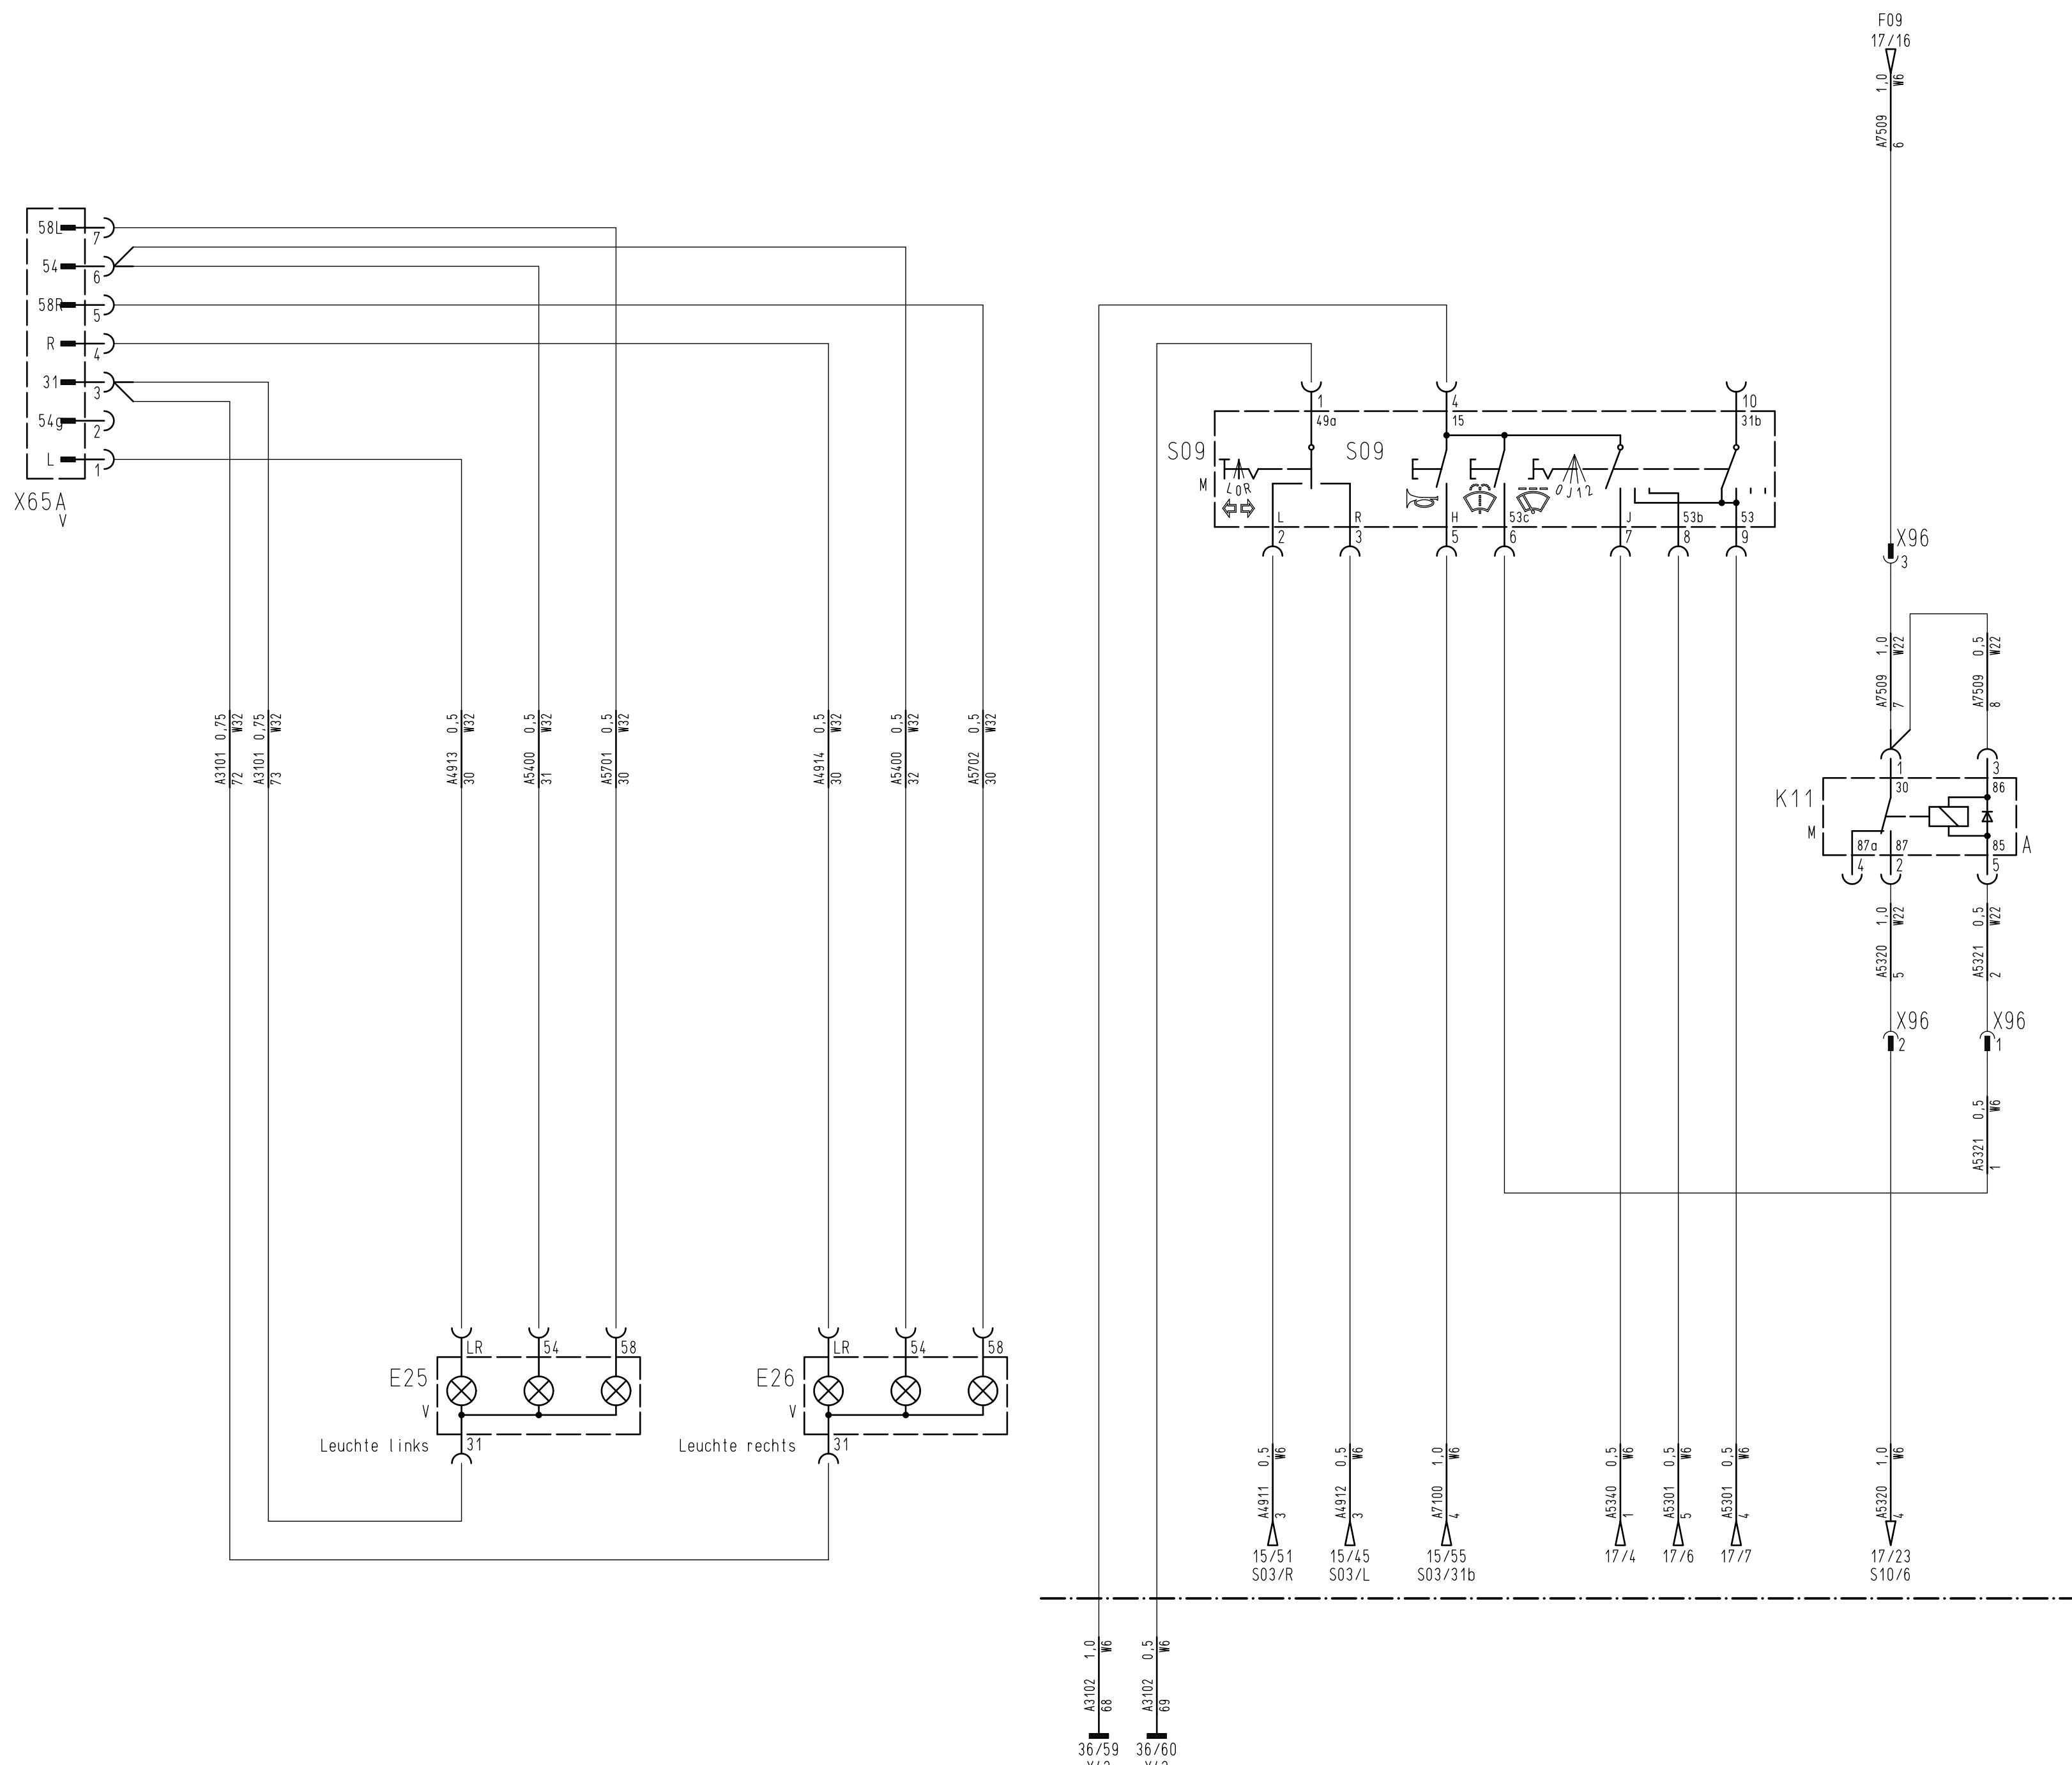 F09
17/16
1,0
W6
A7509
6
58L
7
54
6
58R
5
R
4
31
3
54g
2
L
1
X65A
V
1
49a
4
15
10
31b
S09
M
L 0 R
S09
0 J 1 2
L
2
R
3
H
5
53c
6
J
7
53b
8
53
9
X96
3
1,0
W22
A7509
7
0,5
W22
A7509
8
A3101 0,75
W32
72
A3101 0,75
W32
73
A4913 0,5
W32
30
A5400 0,5
W32
31
A5701 0,5
W32
30
A4914 0,5
W32
30
A5400 0,5
W32
32
A5702 0,5
W32
30
K11
M
1
30
3
86
87a
4
87
2
85
5
A
A5320 1,0
W22
5
A5321 0,5
W22
2
X96
2
X96
1
A5321 0,5
W6
1
E25
V
LR
54
58
31
Leuchte links
E26
V
LR
54
58
31
Leuchte rechts
A4911 0,5
W6
3
15/51
S03/R
A4912 0,5
W6
3
15/45
S03/L
A7100 1,0
W6
4
15/55
S03/31b
A5340 0,5
W6
1
17/4
A5301 0,5
W6
5
17/6
A5301 0,5
W6
4
17/7
A5320 1,0
W6
4
17/23
S10/6
A3102 1,0
W6
68
36/59
A3102 0,5
W6
69
36/60